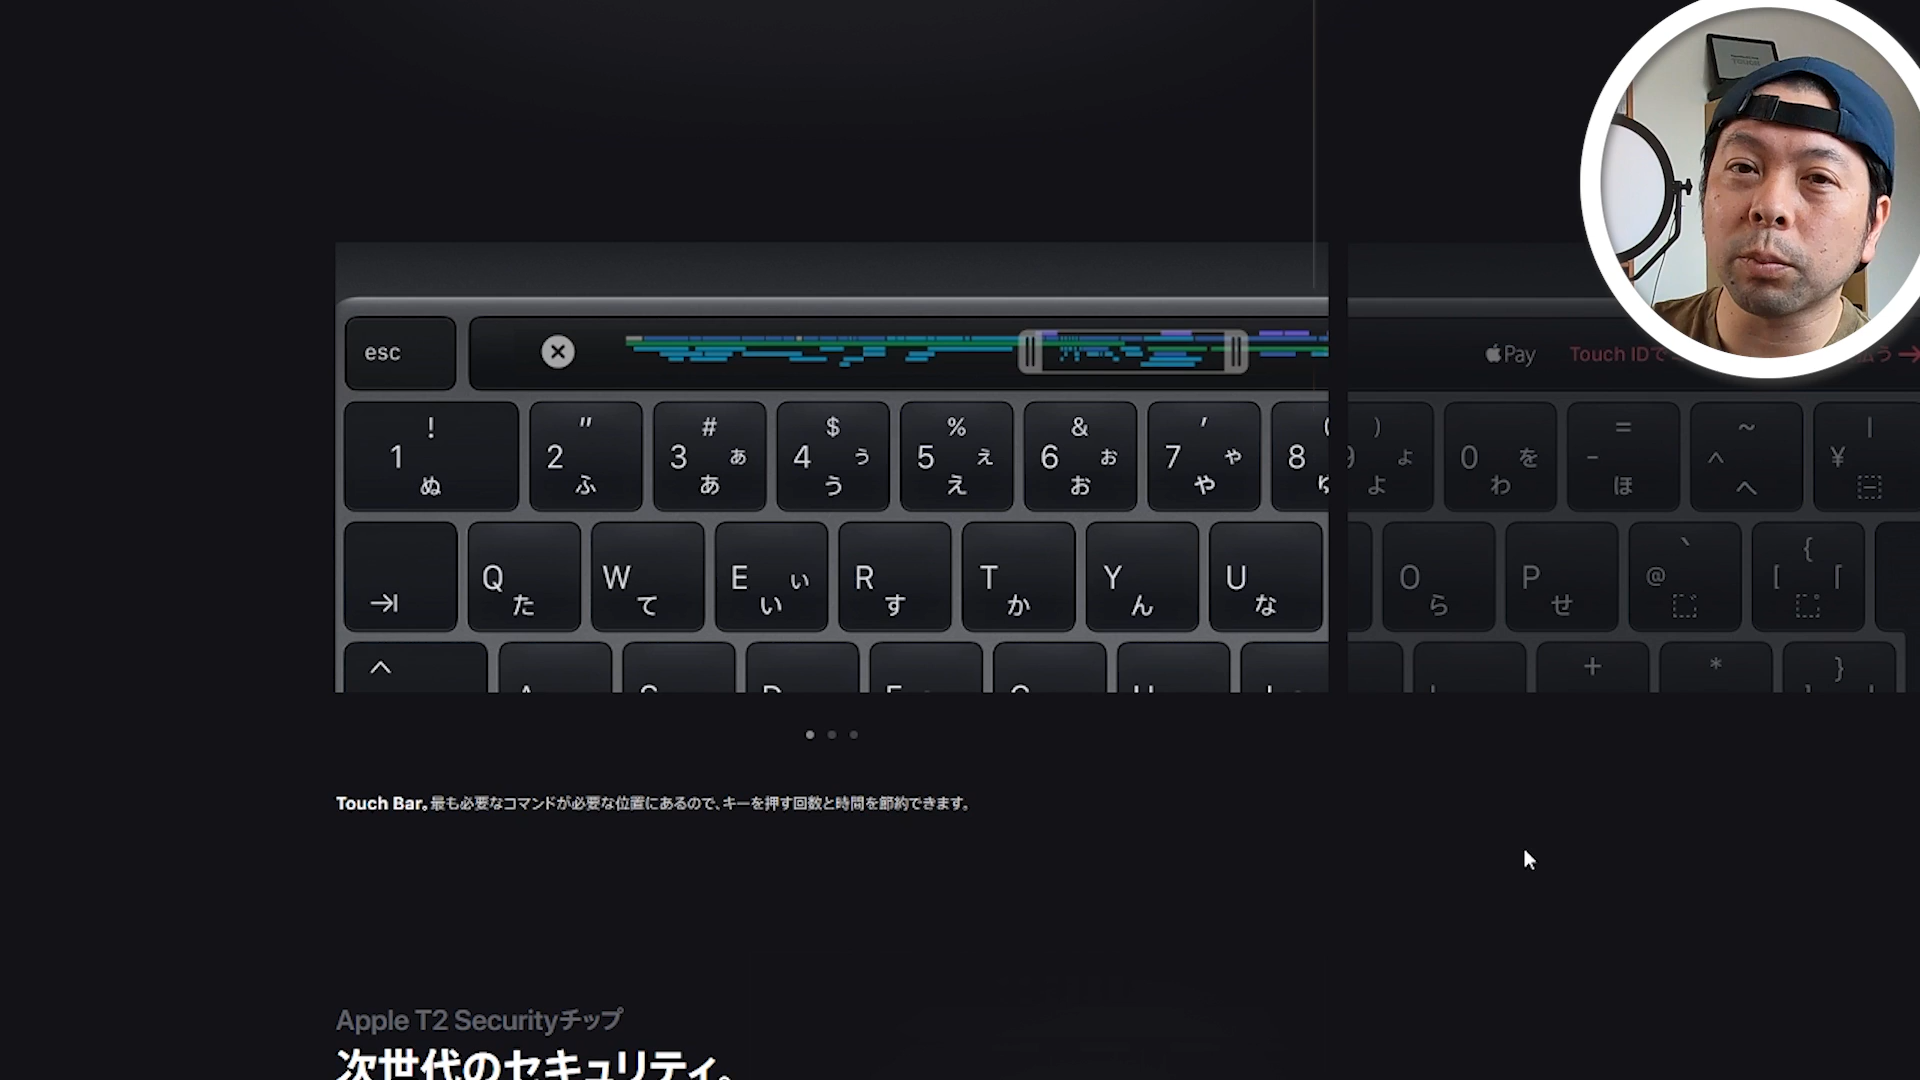 Pay Touch IDで
esc
! " # $ % & '
1 2 3 あ 4 ぅ 5 ぇ 6 ぉ 7 ゃ 8
ぬ ふ あ う え お や
) = ~ |
ょ 0 を - ^ ¥
よ わ ほ へ
Q W E ぃ R T Y U
た て い す か ん な
O P @ ` [ { 「
ら せ
+ * }
Touch Bar。最も必要なコマンドが必要な位置にあるので、キーを押す回数と時間を節約できます。
Apple T2 Securityチップ
次世代のセキュリティ。